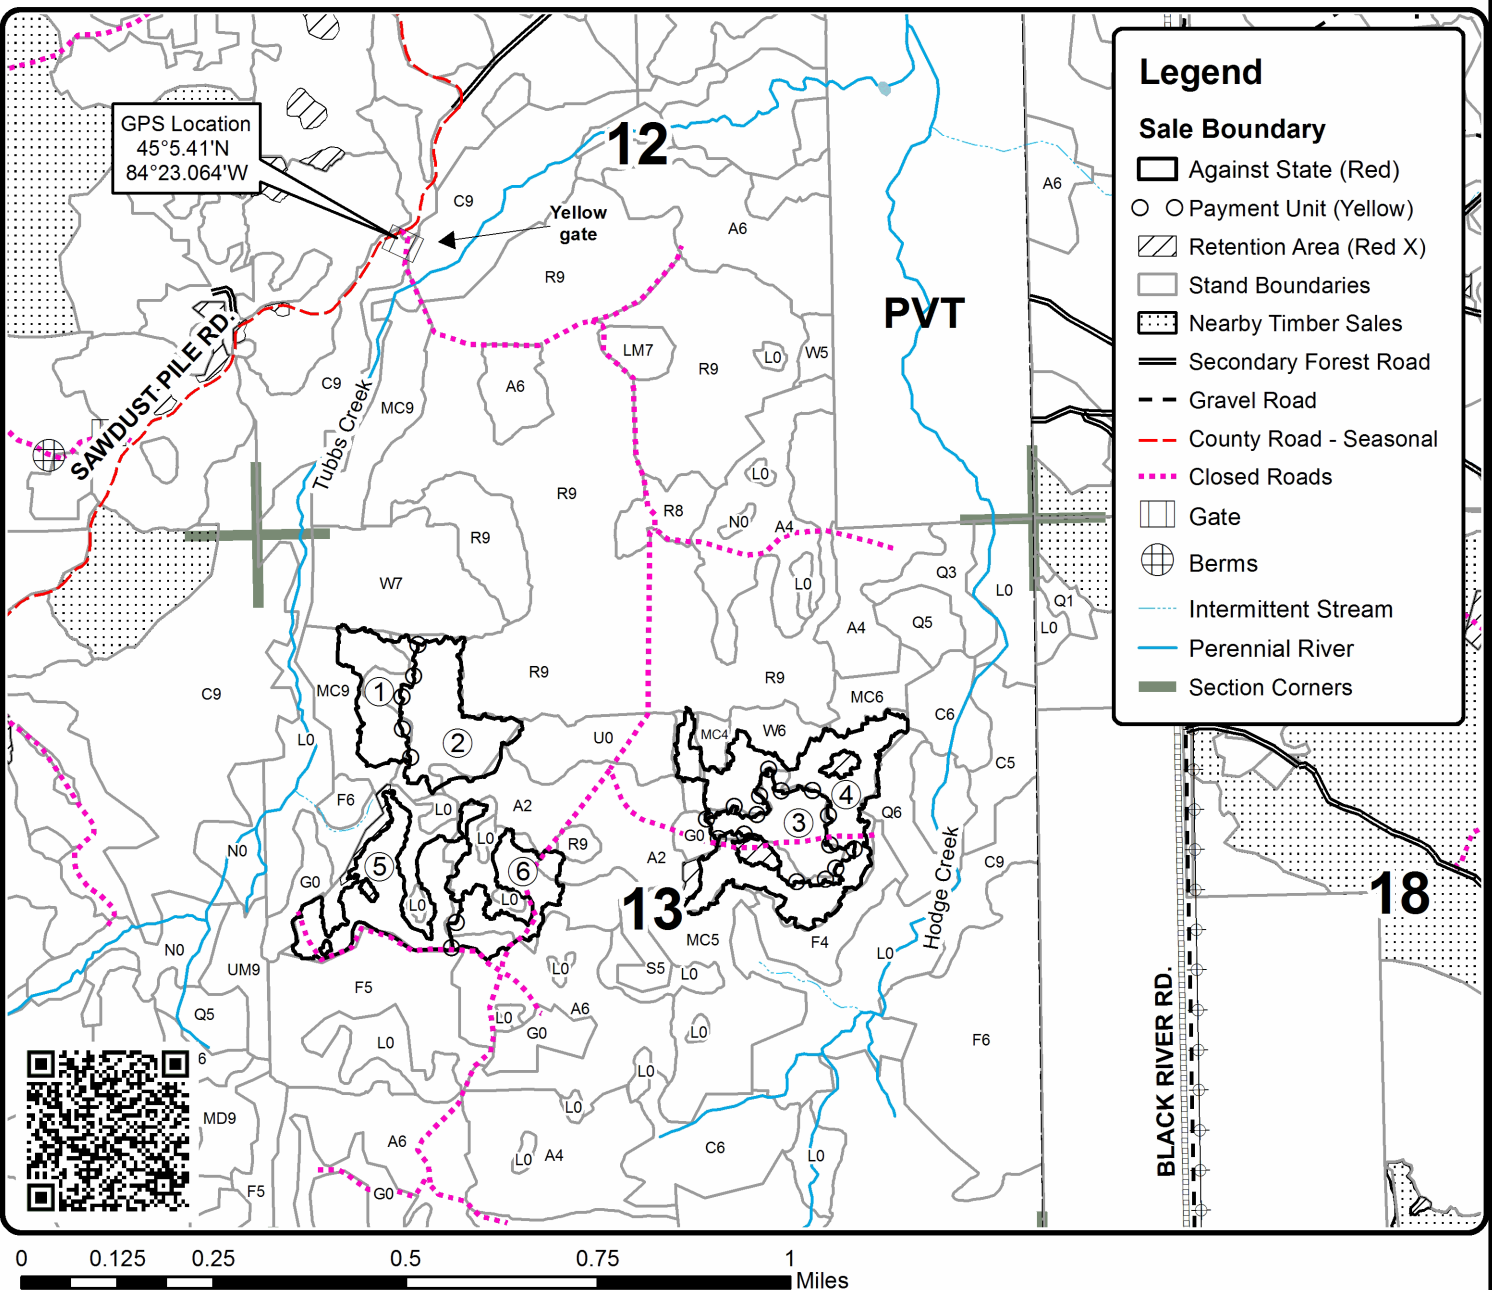 GPS Location
45°5.41'N
84°23.064'W
12
C9
Yellow
gate
A6
A6
R9
PVT
SAWDUST PILE RD.
LM7
R9
L0
W5
C9
MC9
A6
Tubbs Creek
L0
R9
R8
N0
A4
R9
W7
L0
Q3
L0
Q1
L0
A4
Q5
R9
R9
MC9
1
C9
MC6
C6
2
U0
MC4
W6
L0
C5
F6
L0
A2
4
3
Q6
L0
R9
G0
N0
5
6
A2
C9
G0
L0
L0
13
Hodge Creek
18
N0
MC5
F4
L0
UM9
L0
S5
L0
F5
A6
Q5
L0
G0
L0
L0
F6
6
L0
BLACK RIVER RD.
MD9
L0
A6
L0
A4
C6
L0
F5
G0
Legend
Sale Boundary
Against State (Red)
Payment Unit (Yellow)
Retention Area (Red X)
Stand Boundaries
Nearby Timber Sales
Secondary Forest Road
Gravel Road
County Road - Seasonal
Closed Roads
Gate
Berms
Intermittent Stream
Perennial River
Section Corners
0 0.125 0.25 0.5 0.75 1
Miles